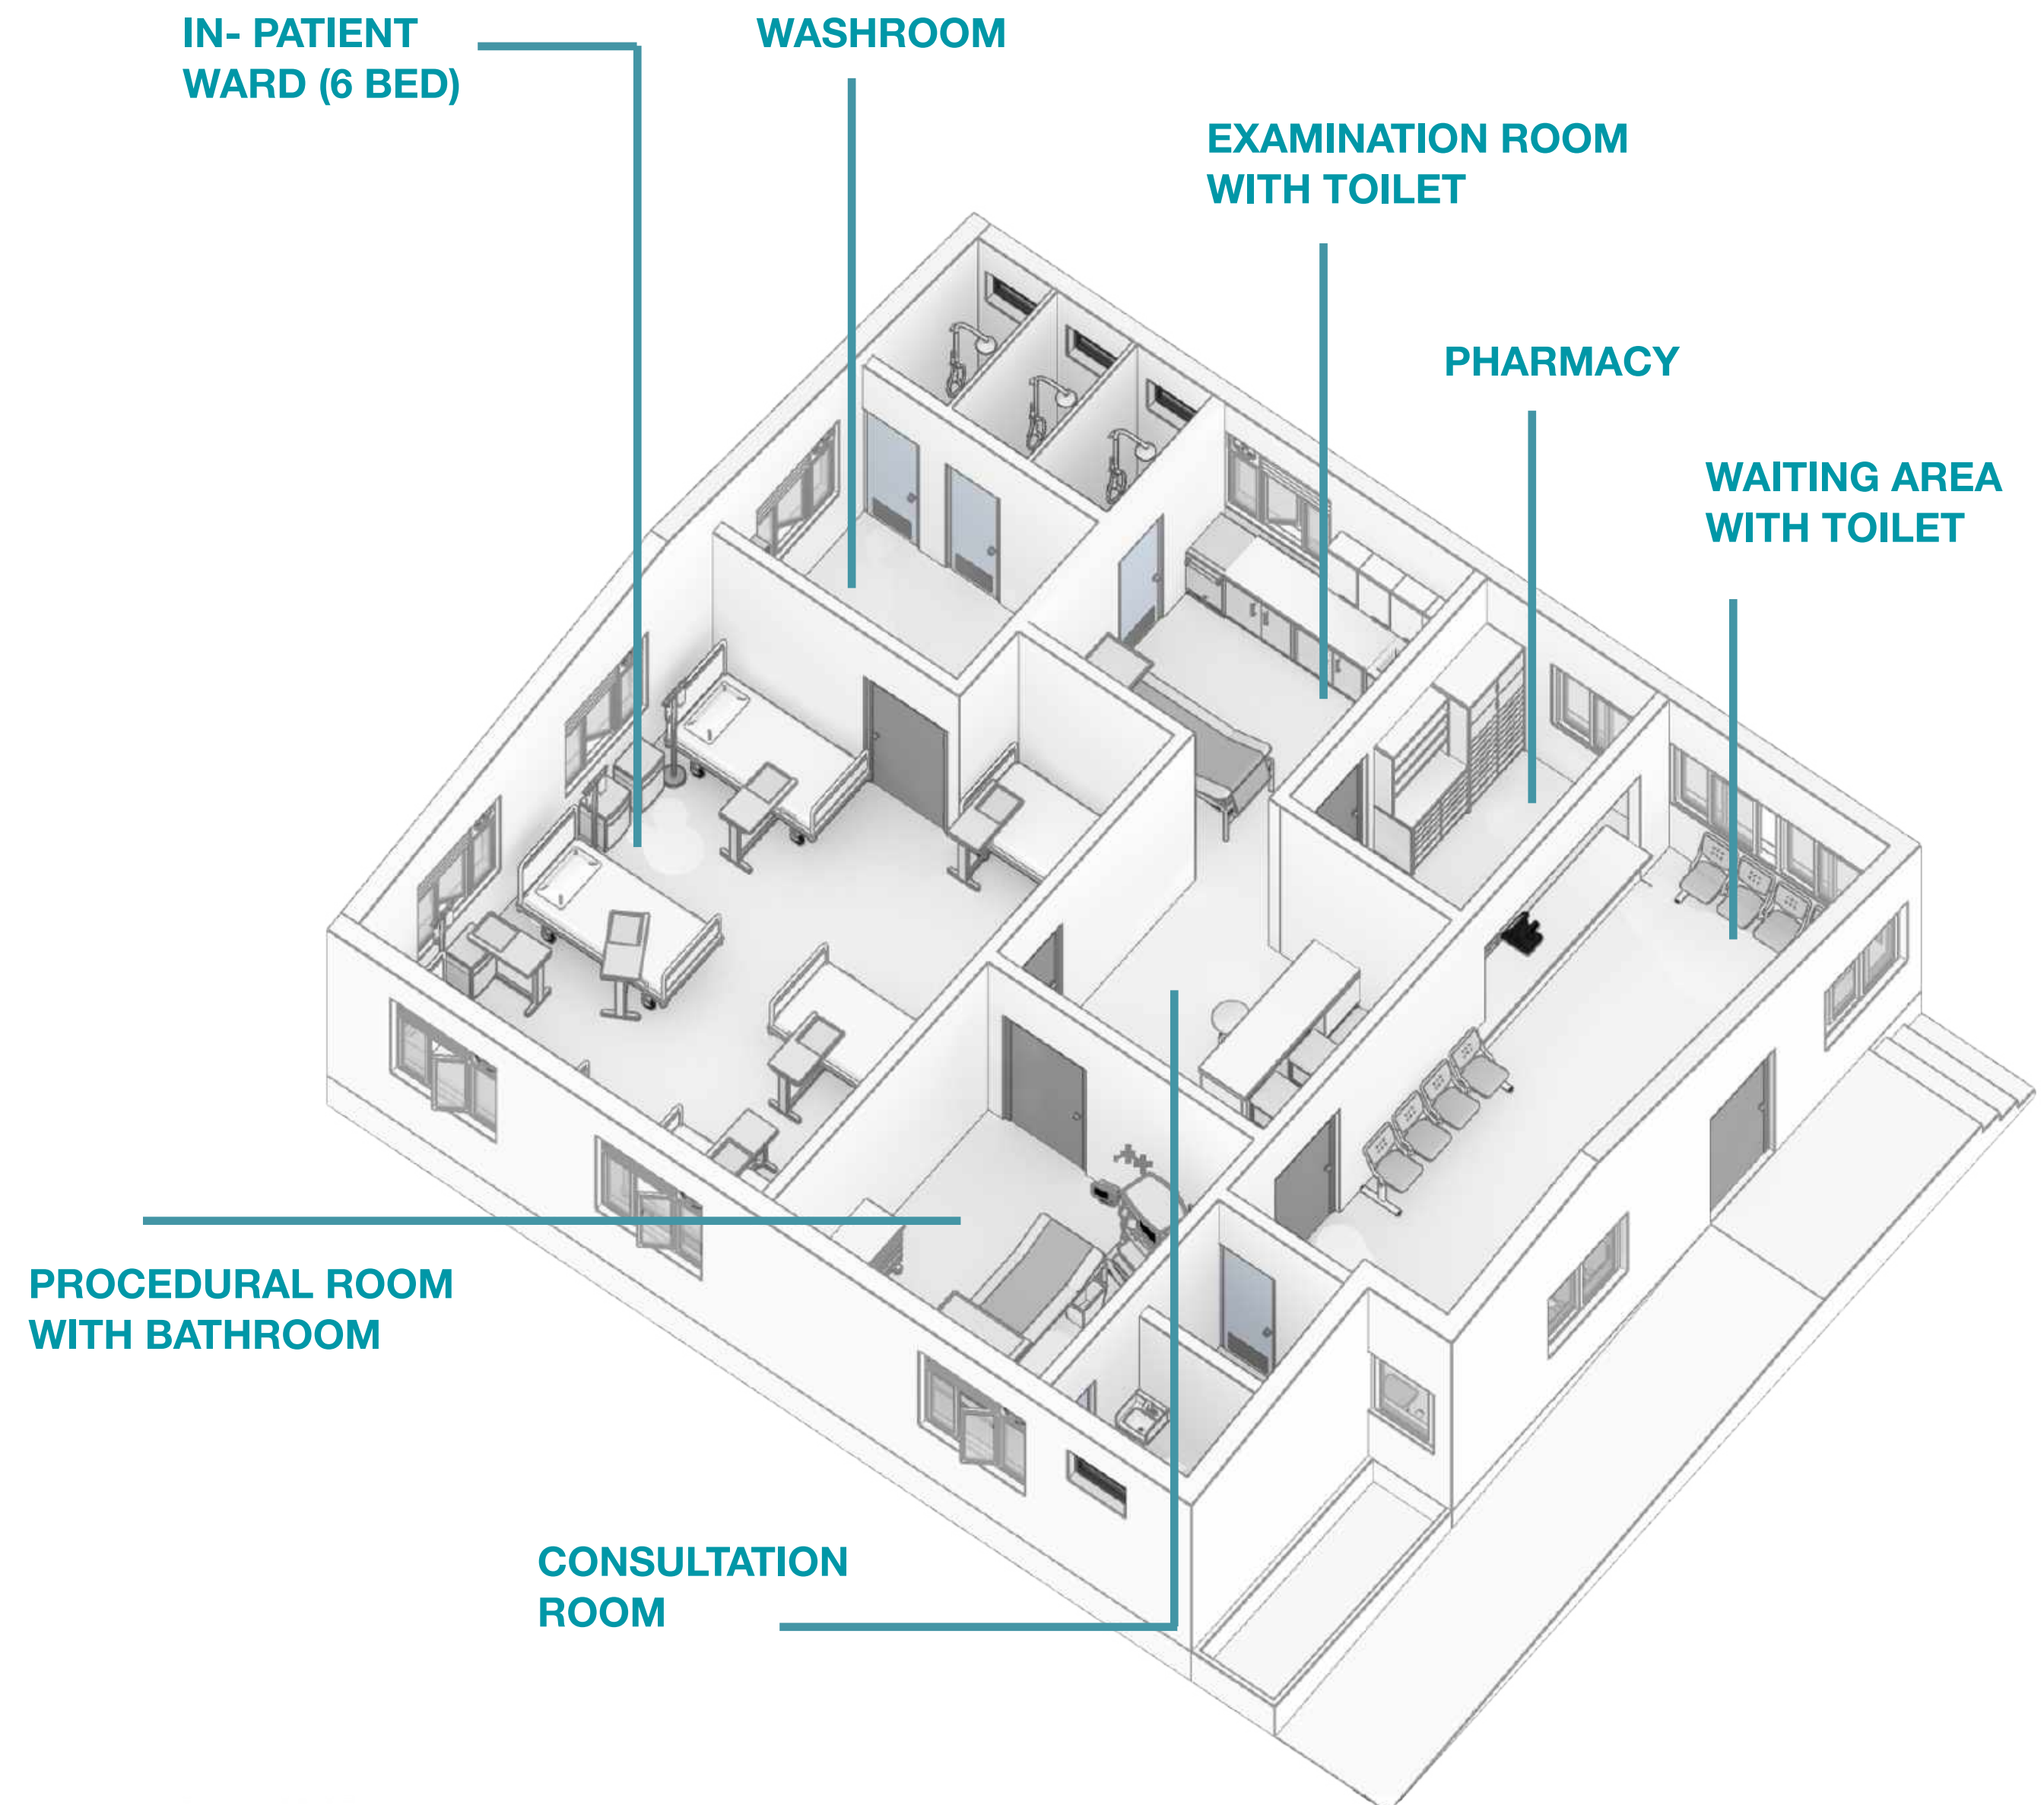 IN- PATIENT
WARD (6 BED)
WASHROOM
EXAMINATION ROOM
WITH TOILET
PHARMACY
WAITING AREA
WITH TOILET
PROCEDURAL ROOM
WITH BATHROOM
CONSULTATION
ROOM